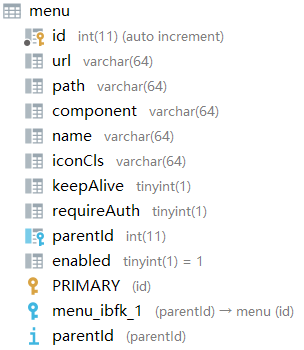 menu
id int(11) (auto increment)
url varchar(64)
path varchar(64)
component varchar(64)
name varchar(64)
iconCls varchar(64)
keepAlive tinyint(1)
requireAuth tinyint(1)
parentId int(11)
enabled tinyint(1) = 1
PRIMARY (id)
menu_ibfk_1 (parentId) → menu (id)
parentId (parentId)